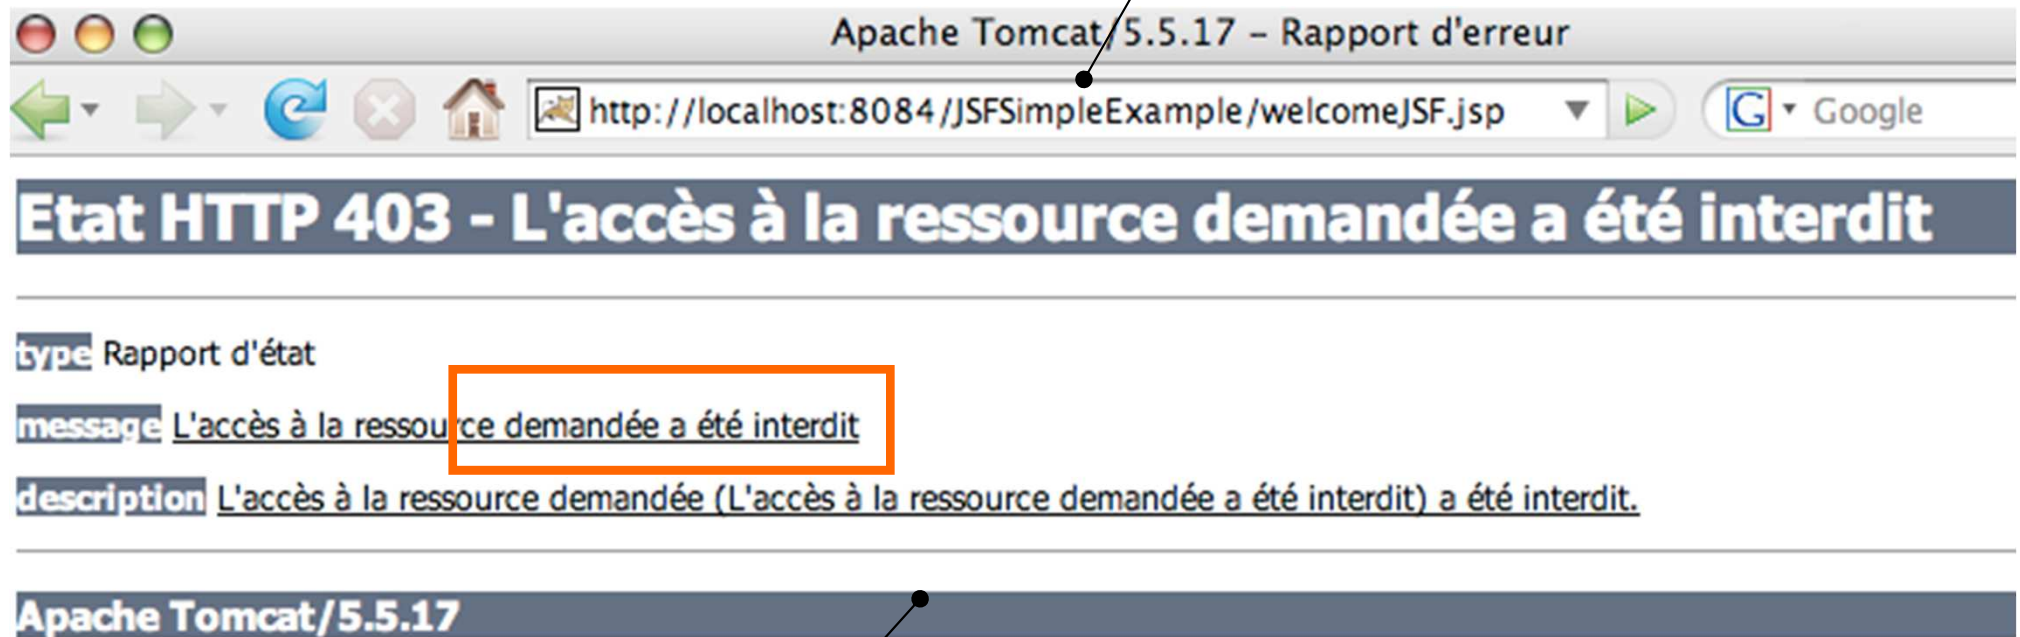 Apache Tomcat/5.5.17 – Rapport d'erreur
http://localhost:8084/JSFSimpleExample/welcomeJSF.jsp
Google
Etat HTTP 403 - L'accès à la ressource demandée a été interdit
type Rapport d'état
message L'accès à la ressource demandée a été interdit
description L'accès à la ressource demandée (L'accès à la ressource demandée a été interdit) a été interdit.
Apache Tomcat/5.5.17